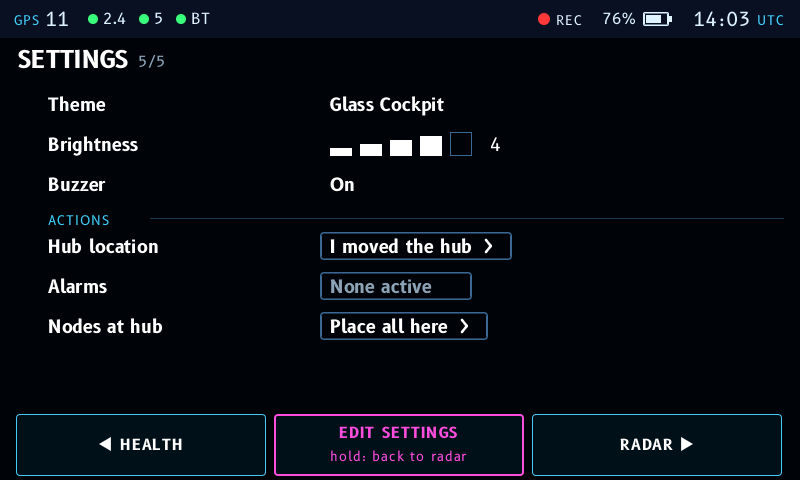 GPS 11 2.4 5 BT REC 76% 14:03 UTC
SETTINGS 5/5
Theme Glass Cockpit
Brightness 4
Buzzer On
ACTIONS
Hub location I moved the hub
Alarms None active
Nodes at hub Place all here
HEALTH EDIT SETTINGS RADAR
hold: back to radar